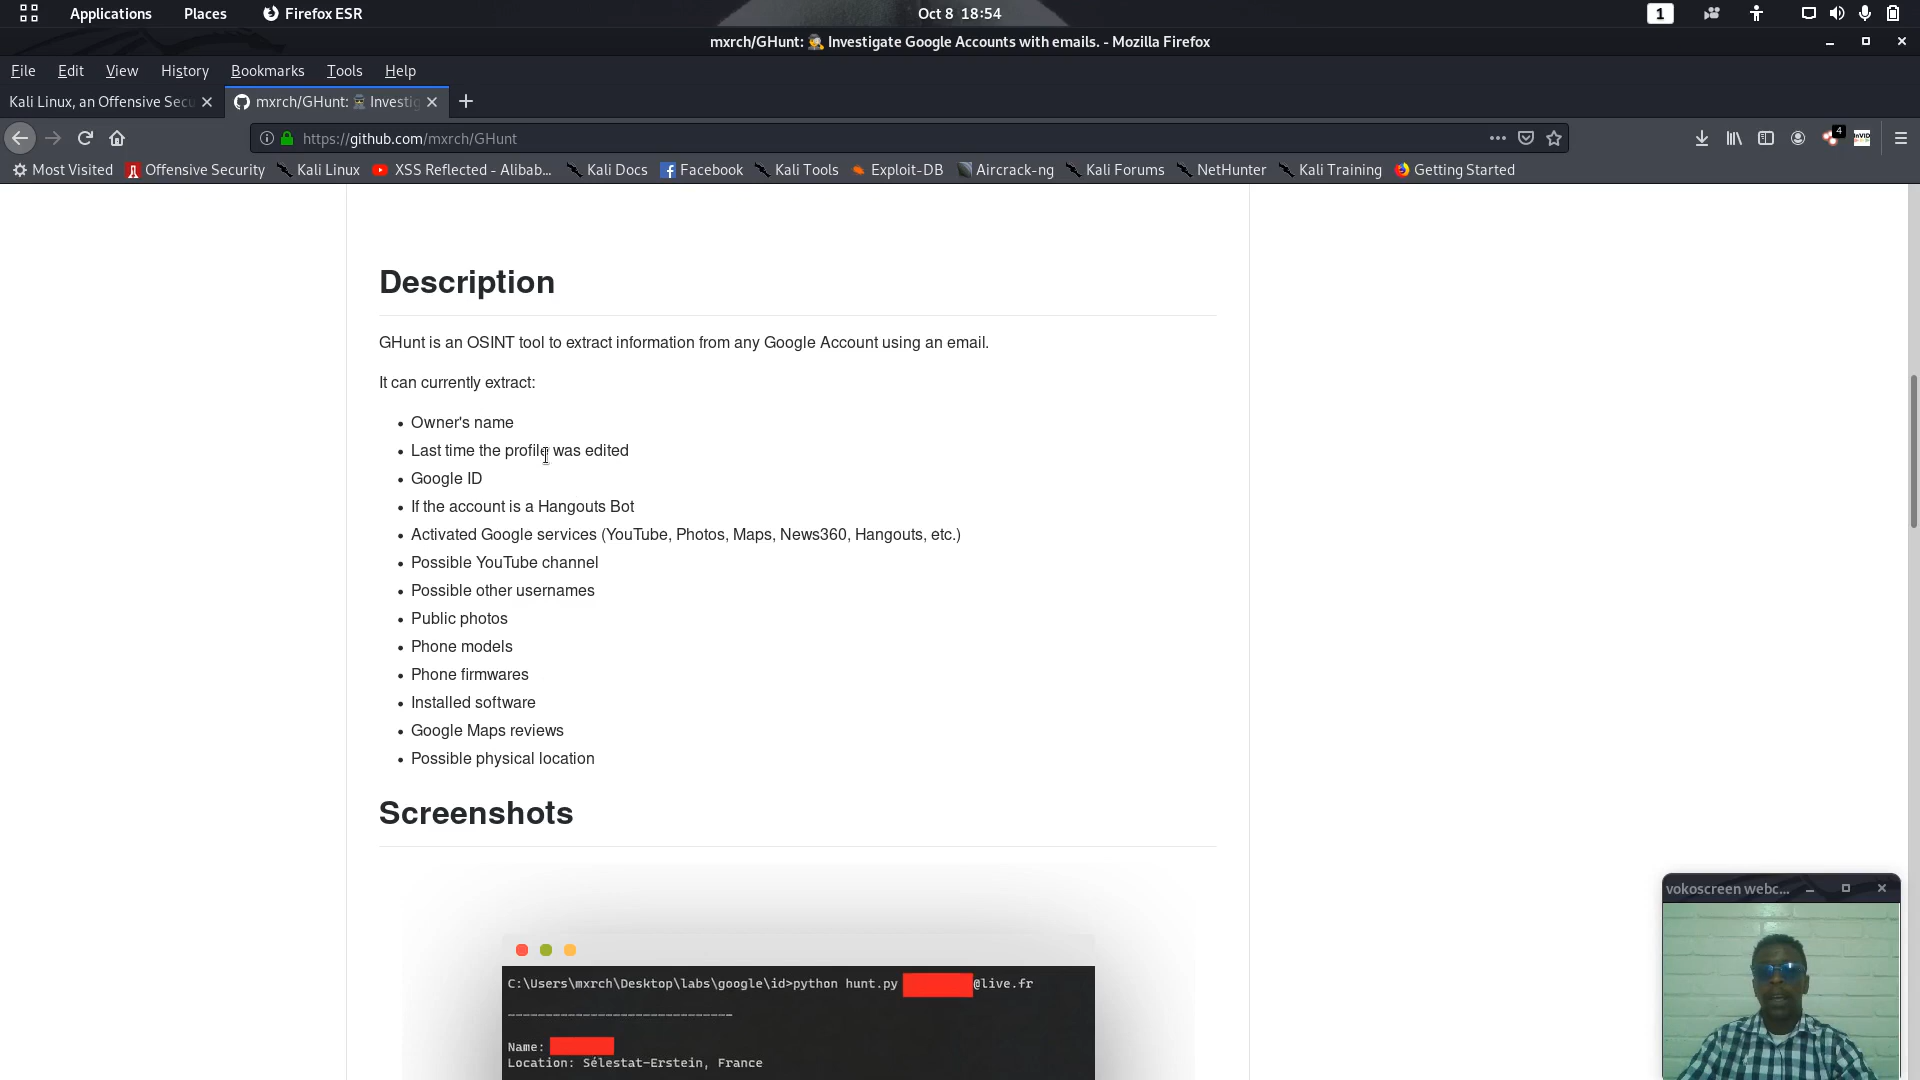 Applications Places Firefox ESR Oct 8 18:54 1
mxrch/GHunt: 🕵 Investigate Google Accounts with emails. - Mozilla Firefox
File Edit View History Bookmarks Tools Help
Kali Linux, an Offensive Secu mxrch/GHunt: 🕵 Investig
https://github.com/mxrch/GHunt 4
Most Visited Offensive Security Kali Linux XSS Reflected - Alibab... Kali Docs Facebook Kali Tools Exploit-DB Aircrack-ng Kali Forums NetHunter Kali Training Getting Started
Description
GHunt is an OSINT tool to extract information from any Google Account using an email.
It can currently extract:
• Owner's name
• Last time the profile was edited
• Google ID
• If the account is a Hangouts Bot
• Activated Google services (YouTube, Photos, Maps, News360, Hangouts, etc.)
• Possible YouTube channel
• Possible other usernames
• Public photos
• Phone models
• Phone firmwares
• Installed software
• Google Maps reviews
• Possible physical location
Screenshots
vokoscreen webc...
C:\Users\mxrch\Desktop\labs\google\id>python hunt.py @live.fr
------------------------------
Name:
Location: Sélestat-Erstein, France